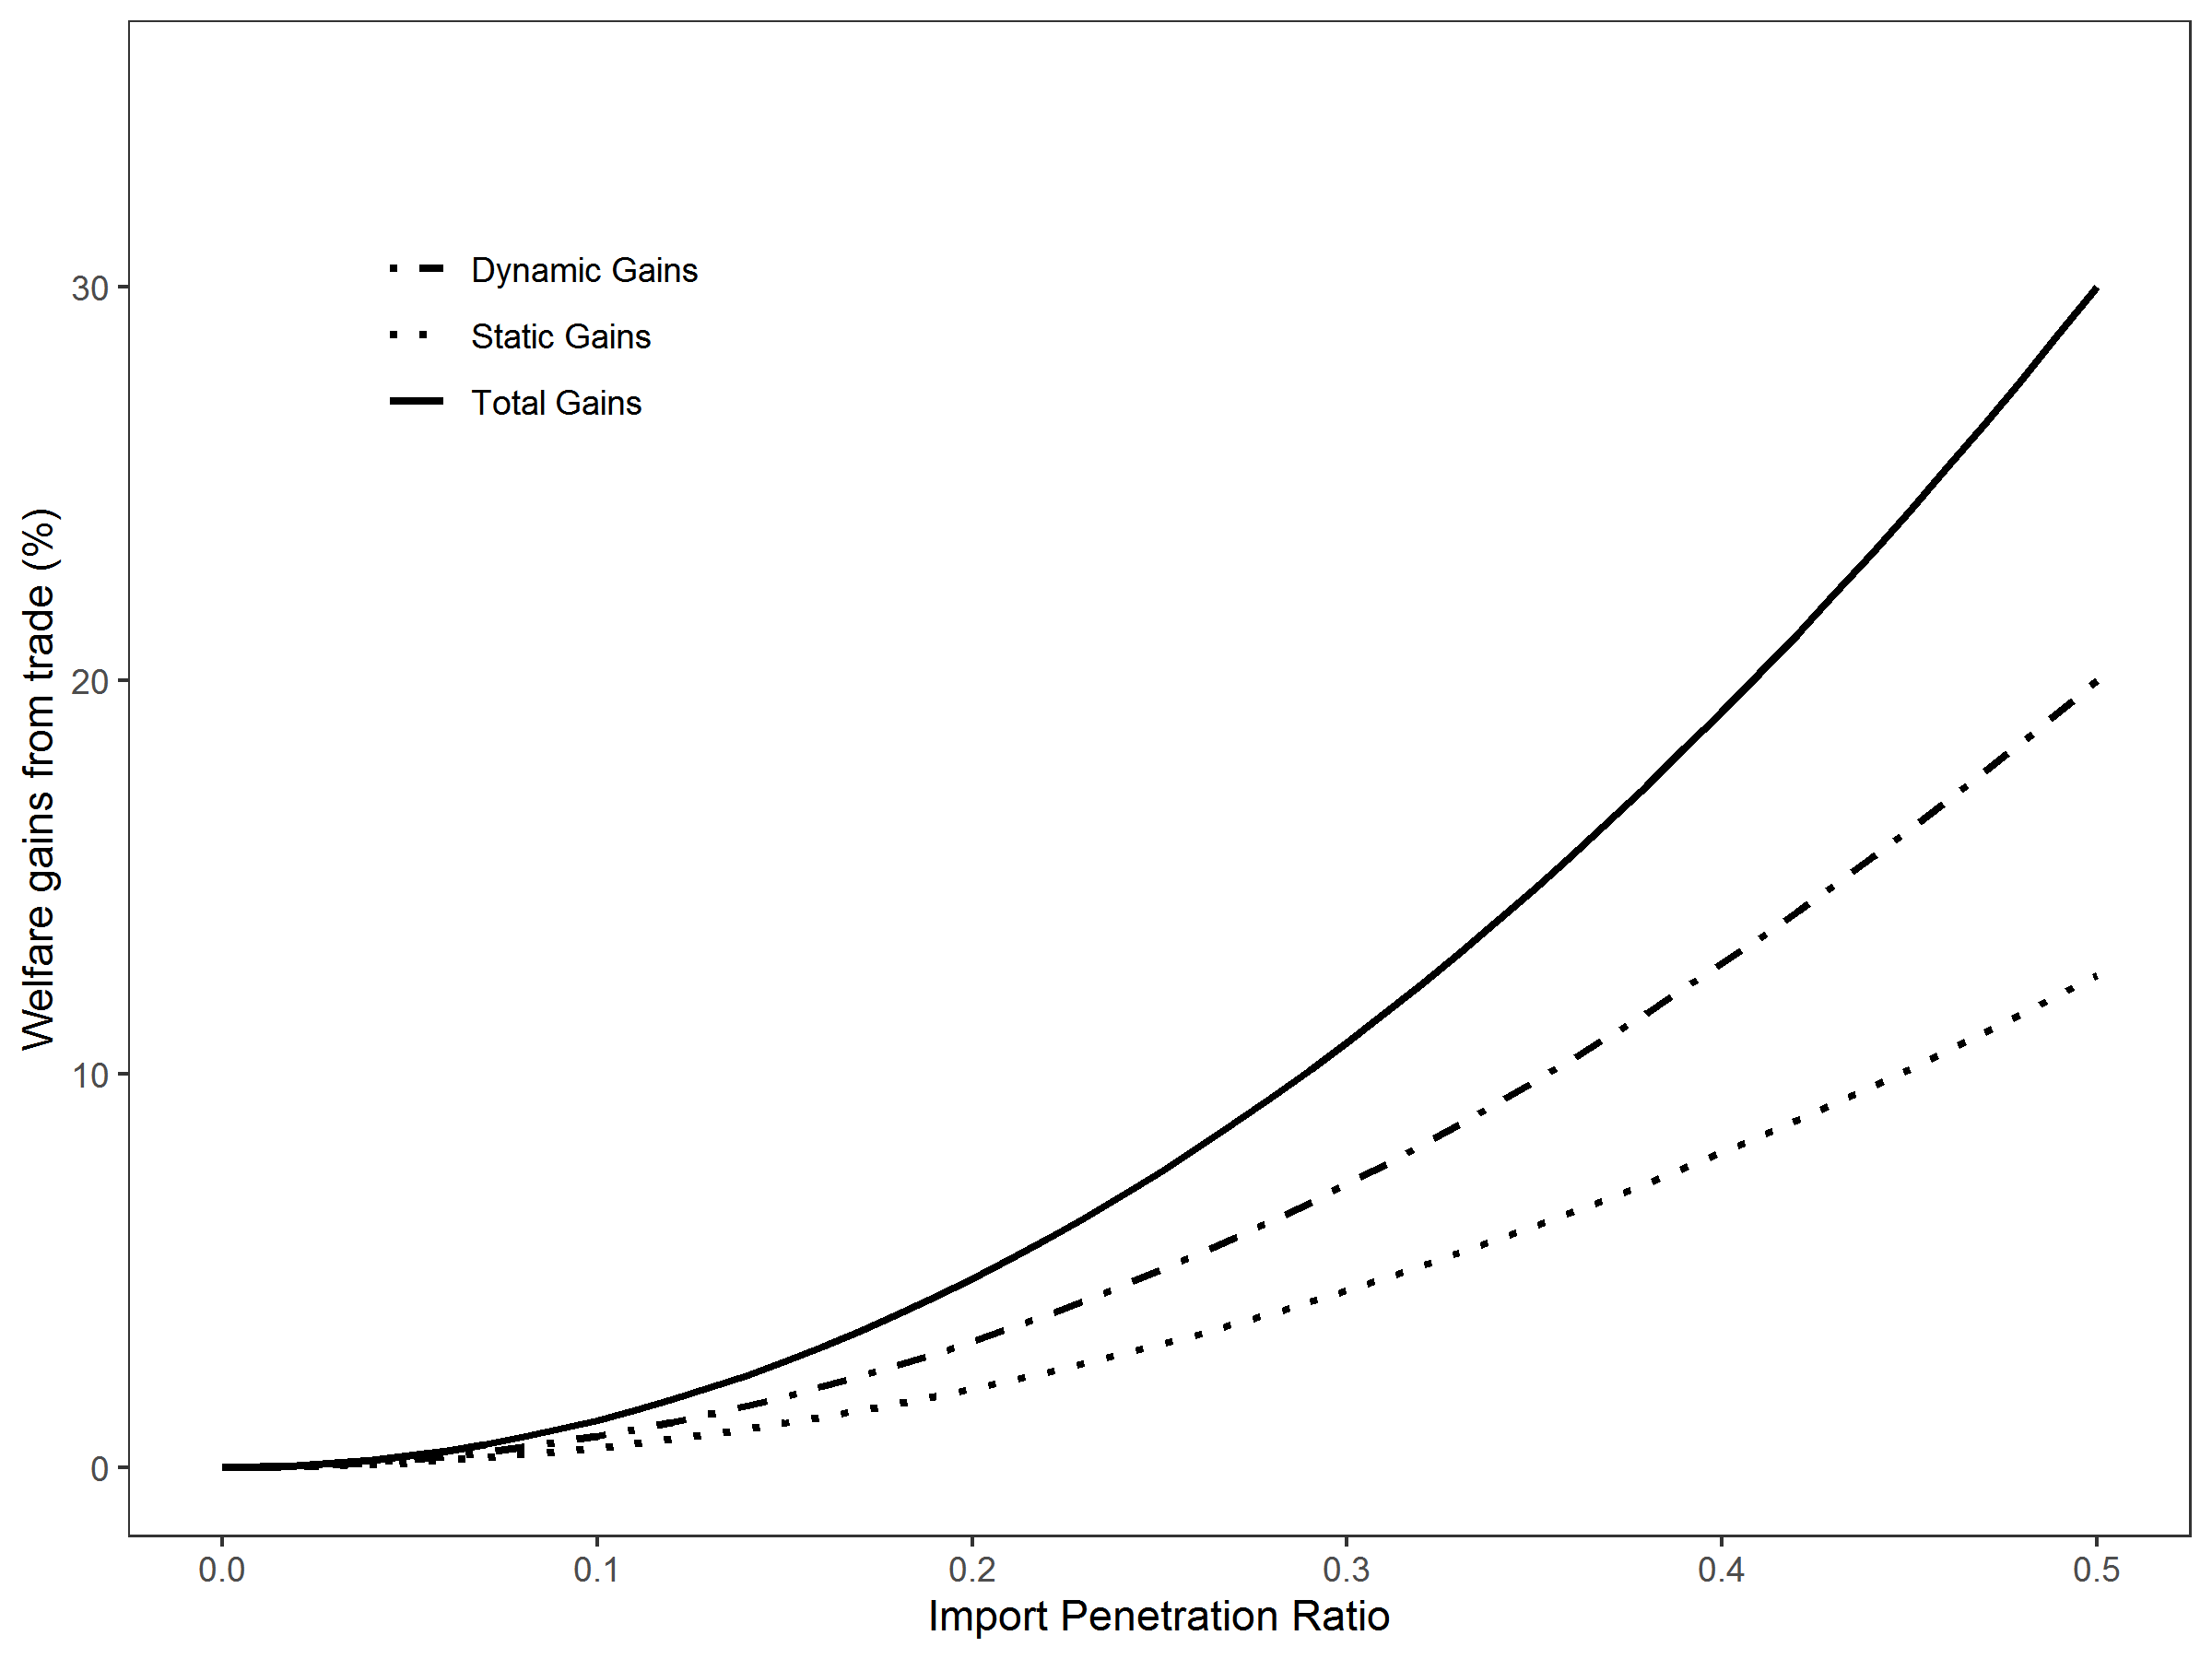 Dynamic Gains
Static Gains
Total Gains
30
20
10
0
Welfare gains from trade (%)
0.0 0.1 0.2 0.3 0.4 0.5
Import Penetration Ratio